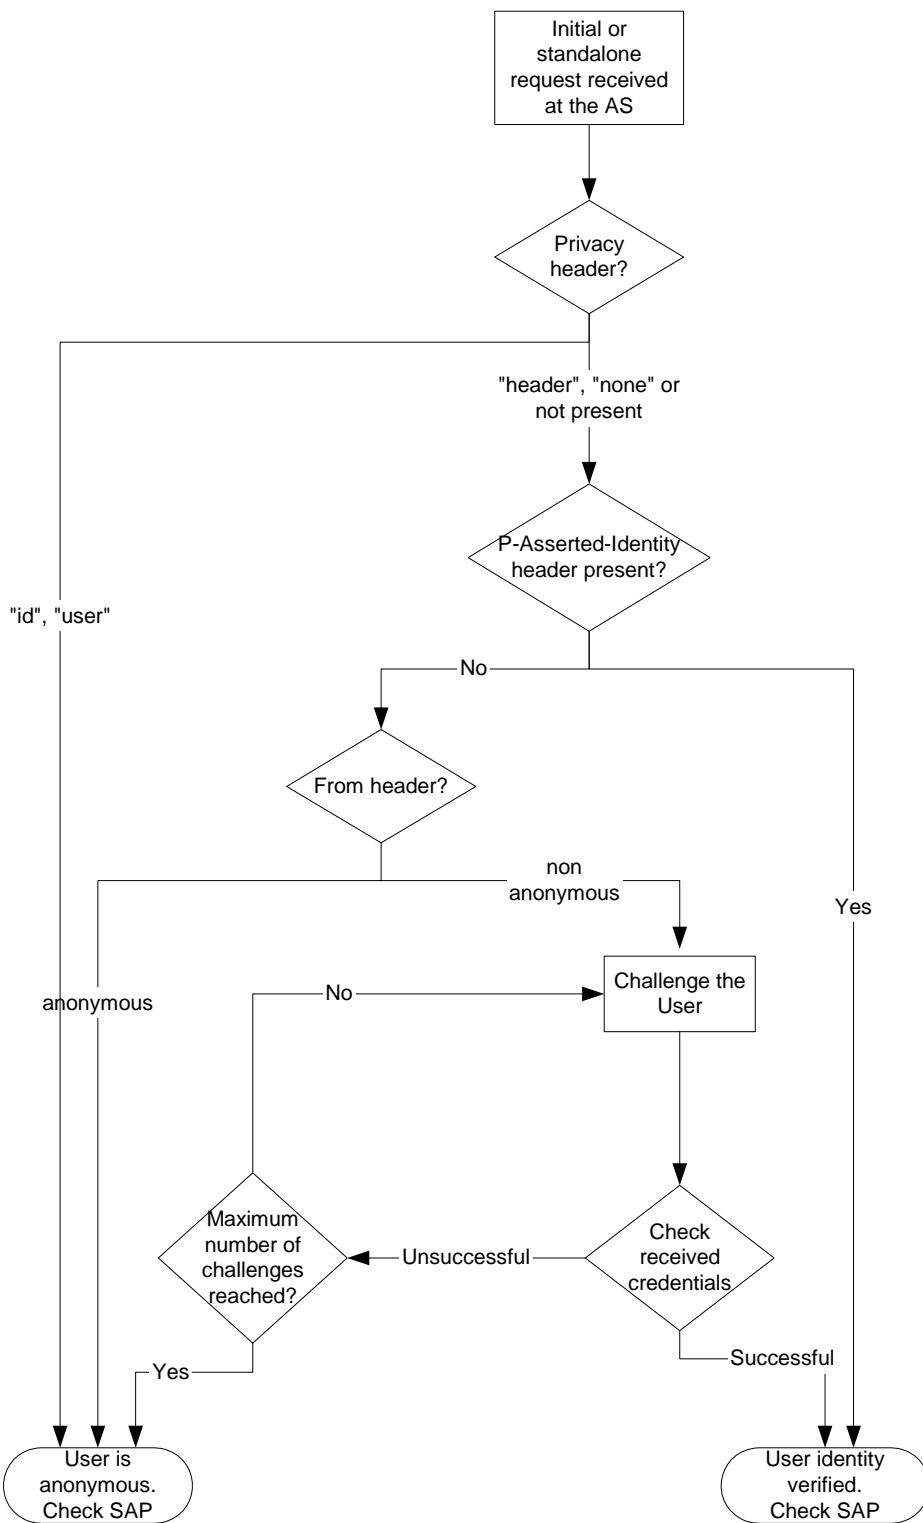 Initial or
standalone
request received
at the AS
Privacy
header?
"header", "none" or
not present
P-Asserted-Identity
header present?
"id", "user"
No
From header?
non
anonymous
Yes
anonymous
No
Challenge the
User
Maximum
number of
challenges
reached?
Unsuccessful
Check
received
credentials
Yes
Successful
User is
anonymous.
Check SAP
User identity
verified.
Check SAP